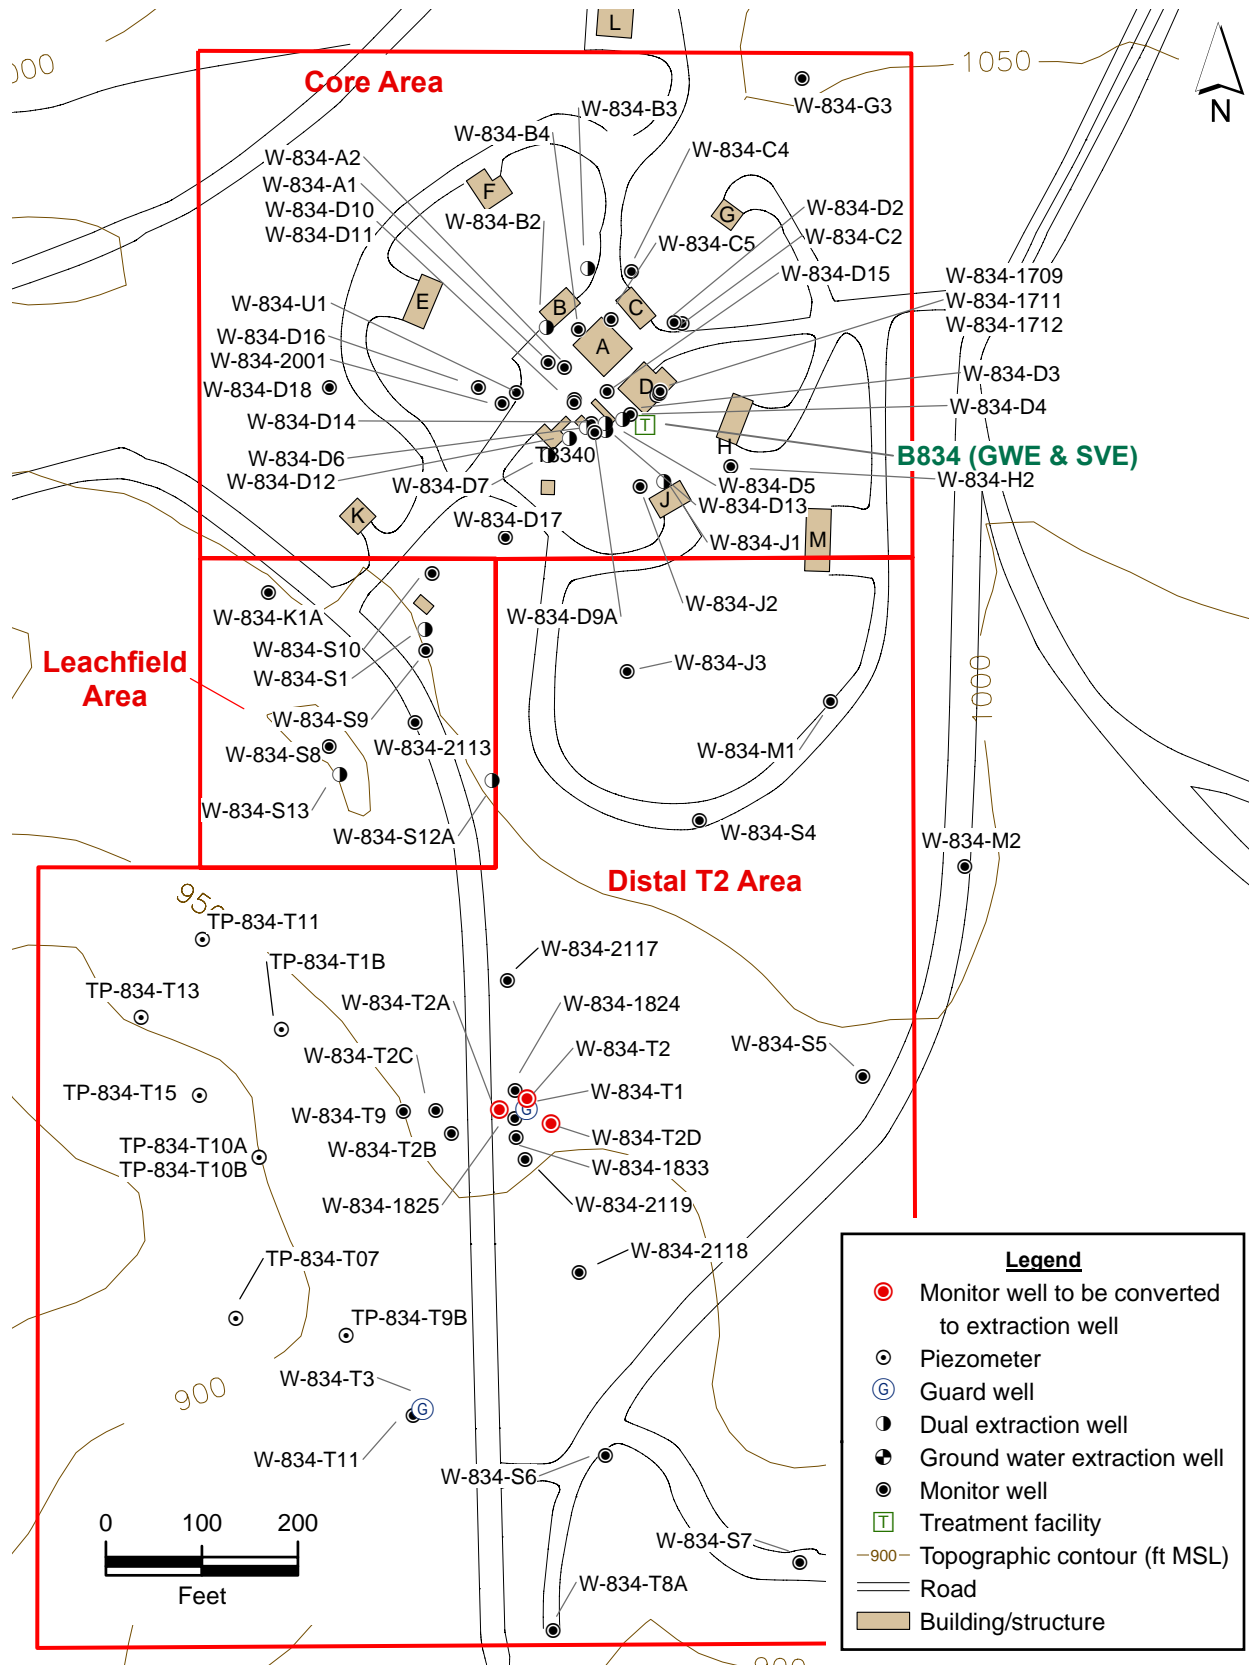 L
Core Area
1050
000
W-834-G3
N
W-834-B3
W-834-B4
W-834-C4
W-834-A2
W-834-A1
W-834-D10
W-834-D11
F
G
W-834-B2
W-834-D2
W-834-C2
W-834-C5
W-834-D15
W-834-1709
W-834-1711
W-834-1712
E
B
C
W-834-U1
W-834-D16
W-834-2001
W-834-D18
A
D
W-834-D3
W-834-D4
W-834-D14
T
H
B834 (GWE & SVE)
W-834-D6
W-834-D12
TB340
W-834-D7
W-834-D5
W-834-H2
W-834-D13
J
K
W-834-D17
W-834-J1
M
W-834-K1A
W-834-D9A
W-834-J2
W-834-S10
W-834-S1
W-834-J3
Leachfield
Area
1000
W-834-S9
W-834-2113
W-834-S8
W-834-M1
W-834-S13
W-834-S12A
W-834-S4
W-834-M2
Distal T2 Area
950
TP-834-T11
TP-834-T1B
W-834-2117
TP-834-T13
W-834-T2A
W-834-1824
W-834-T2C
W-834-T2
W-834-S5
TP-834-T15
W-834-T9
W-834-T1
G
TP-834-T10A
TP-834-T10B
W-834-T2B
W-834-T2D
W-834-1833
W-834-1825
W-834-2119
TP-834-T07
W-834-2118
TP-834-T9B
W-834-T3
900
G
W-834-T11
W-834-S6
0 100 200
Feet
W-834-S7
W-834-T8A
900
Legend
Monitor well to be converted
to extraction well
Piezometer
G Guard well
Dual extraction well
Ground water extraction well
Monitor well
T Treatment facility
900 Topographic contour (ft MSL)
Road
Building/structure